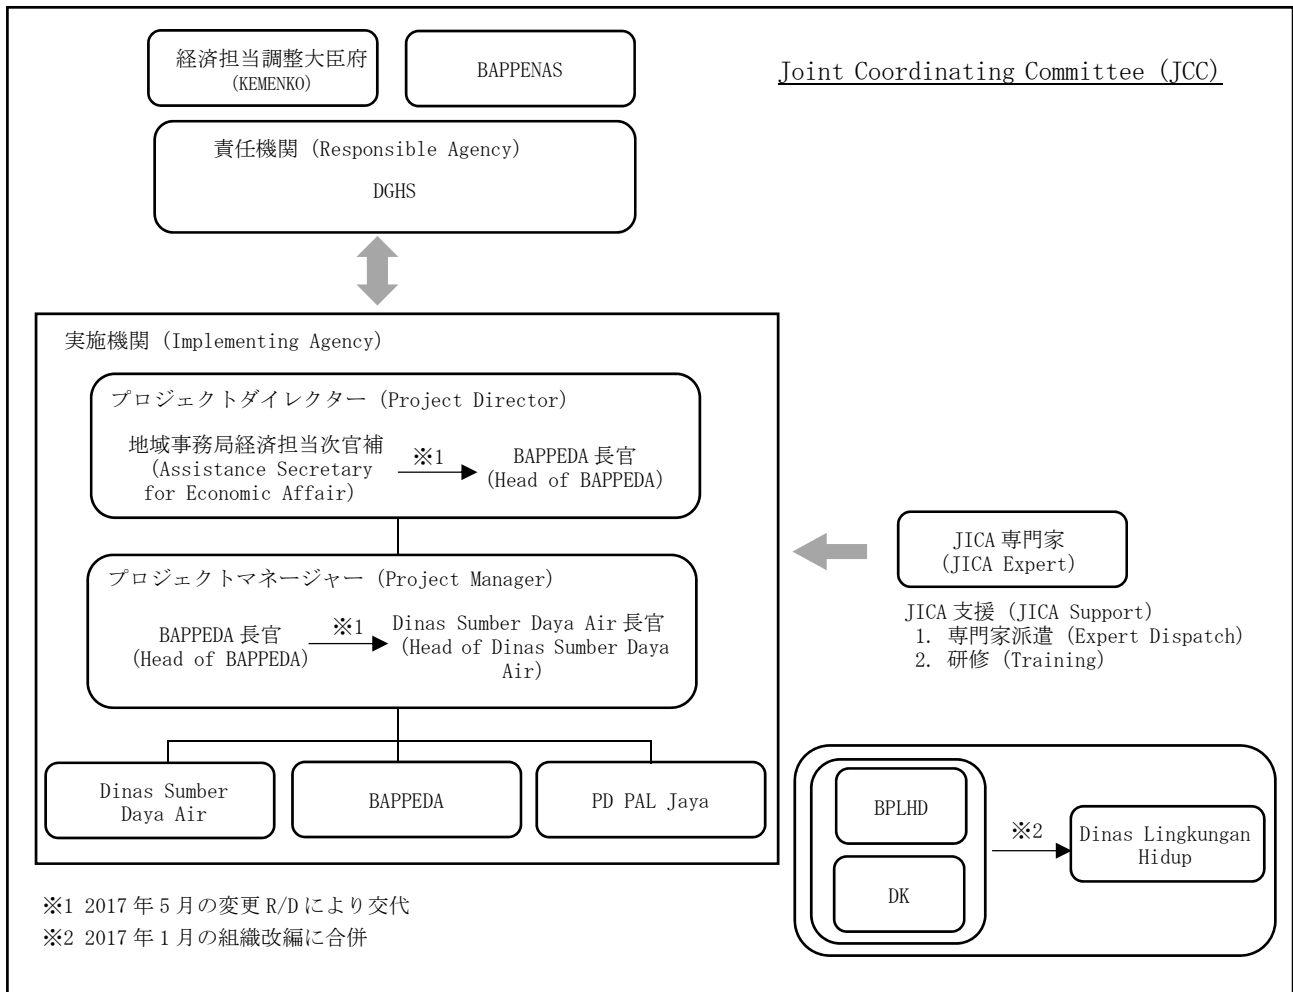 経済担当調整大臣府
(KEMENKO)
BAPPENAS
Joint Coordinating Committee (JCC)
責任機関 (Responsible Agency)
DGHS
実施機関 (Implementing Agency)
プロジェクトダイレクター (Project Director)
地域事務局経済担当次官補
(Assistance Secretary
for Economic Affair)
※1
BAPPEDA 長官
(Head of BAPPEDA)
プロジェクトマネージャー (Project Manager)
BAPPEDA 長官
(Head of BAPPEDA)
※1
Dinas Sumber Daya Air 長官
(Head of Dinas Sumber Daya
Air)
JICA 専門家
(JICA Expert)
JICA 支援 (JICA Support)
1. 専門家派遣 (Expert Dispatch)
2. 研修 (Training)
Dinas Sumber
Daya Air
BAPPEDA
PD PAL Jaya
BPLHD
DK
※2
Dinas Lingkungan
Hidup
※1 2017 年 5 月の変更 R/D により交代
※2 2017 年 1 月の組織改編に合併